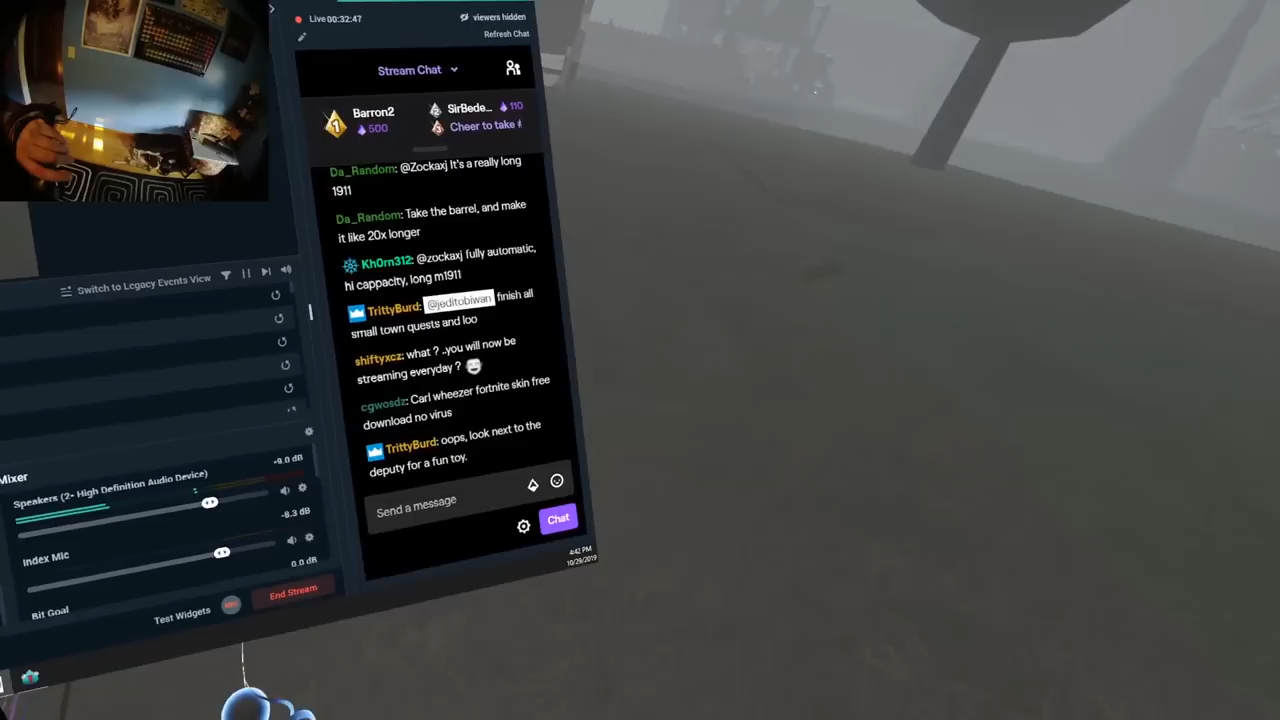 Live 00:32:47
viewers hidden
Refresh Chat
Stream Chat
1
Barron2
500
2
SirBede...
110
3
Cheer to take #
Da_Random: @Zockaxj It's a really long
1911
Da_Random: Take the barrel, and make
it like 20x longer
Kh0rn312: @zockaxj fully automatic,
hi cappacity, long m1911
TrittyBurd: @jeditobiwan finish all
small town quests and loo
shiftyxcz: what ? ..you will now be
streaming everyday ?
cgwosdz: Carl wheezer fortnite skin free
download no virus
TrittyBurd: oops, look next to the
deputy for a fun toy.
Send a message
Chat
4:42 PM
10/29/2019
Switch to Legacy Events View
Mixer
-9.0 dB
Speakers (2- High Definition Audio Device)
-8.3 dB
Index Mic
0.0 dB
Bit Goal
Test Widgets
End Stream